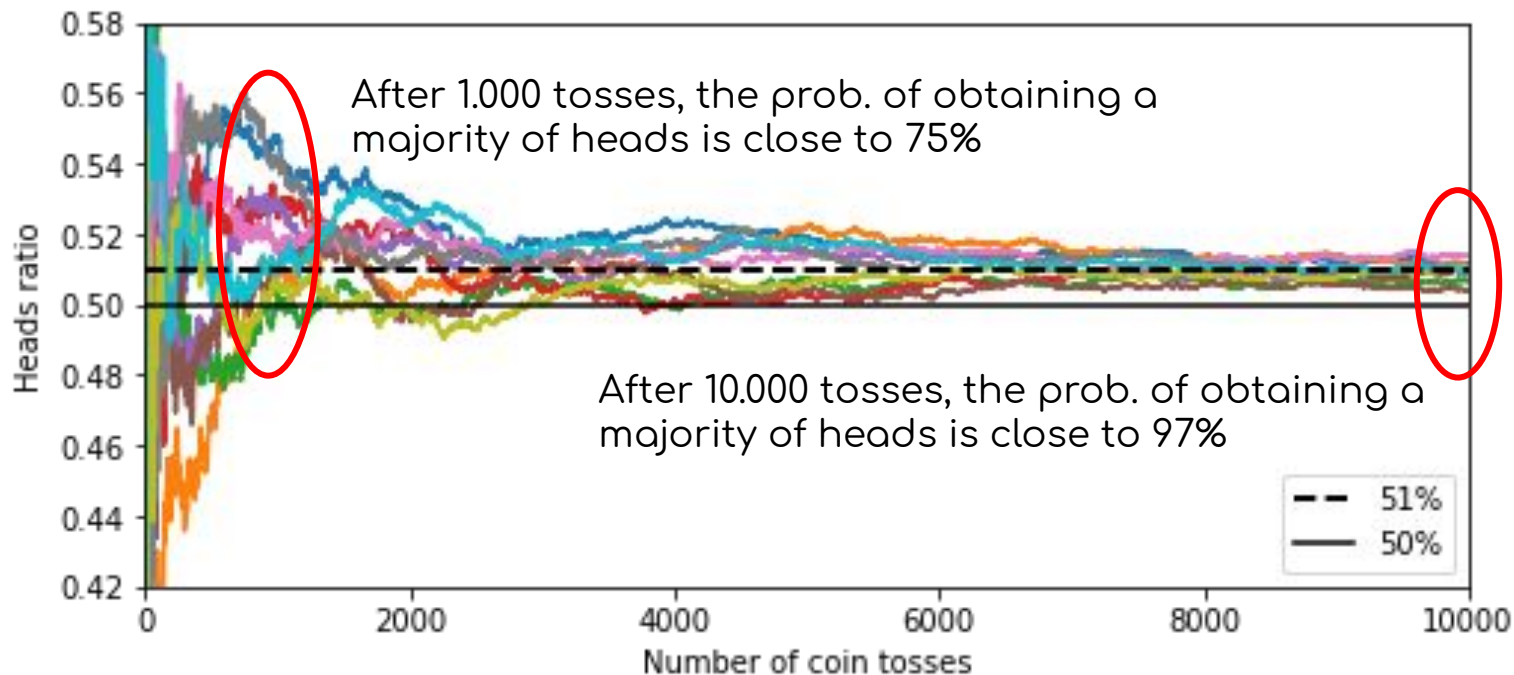 0.58
0.56
0.54
0.52
0.50
0.48
0.46
0.44
0.42
Heads ratio
After 1.000 tosses, the prob. of obtaining a
majority of heads is close to 75%
After 10.000 tosses, the prob. of obtaining a
majority of heads is close to 97%
51%
50%
0
2000
4000
6000
8000
10000
Number of coin tosses